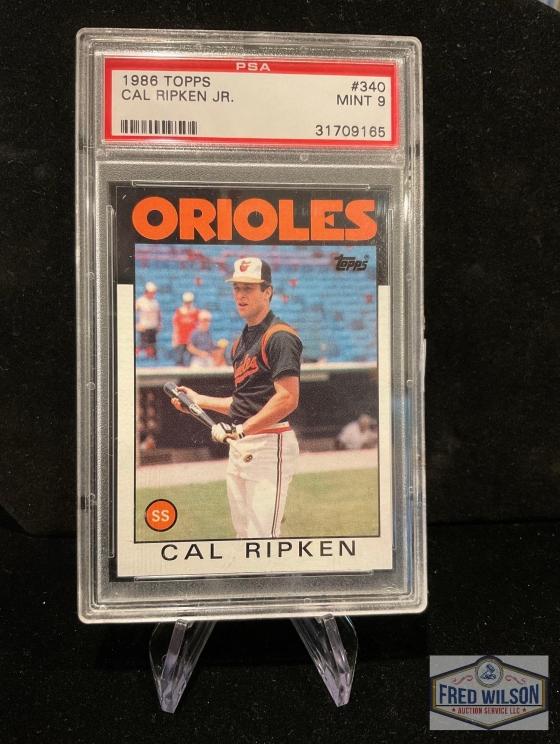 PSA
1986 TOPPS #340
CAL RIPKEN JR. MINT 9
31709165
ORIOLES
Topps
SS
CAL RIPKEN
FRED WILSON
AUCTION SERVICE LLC